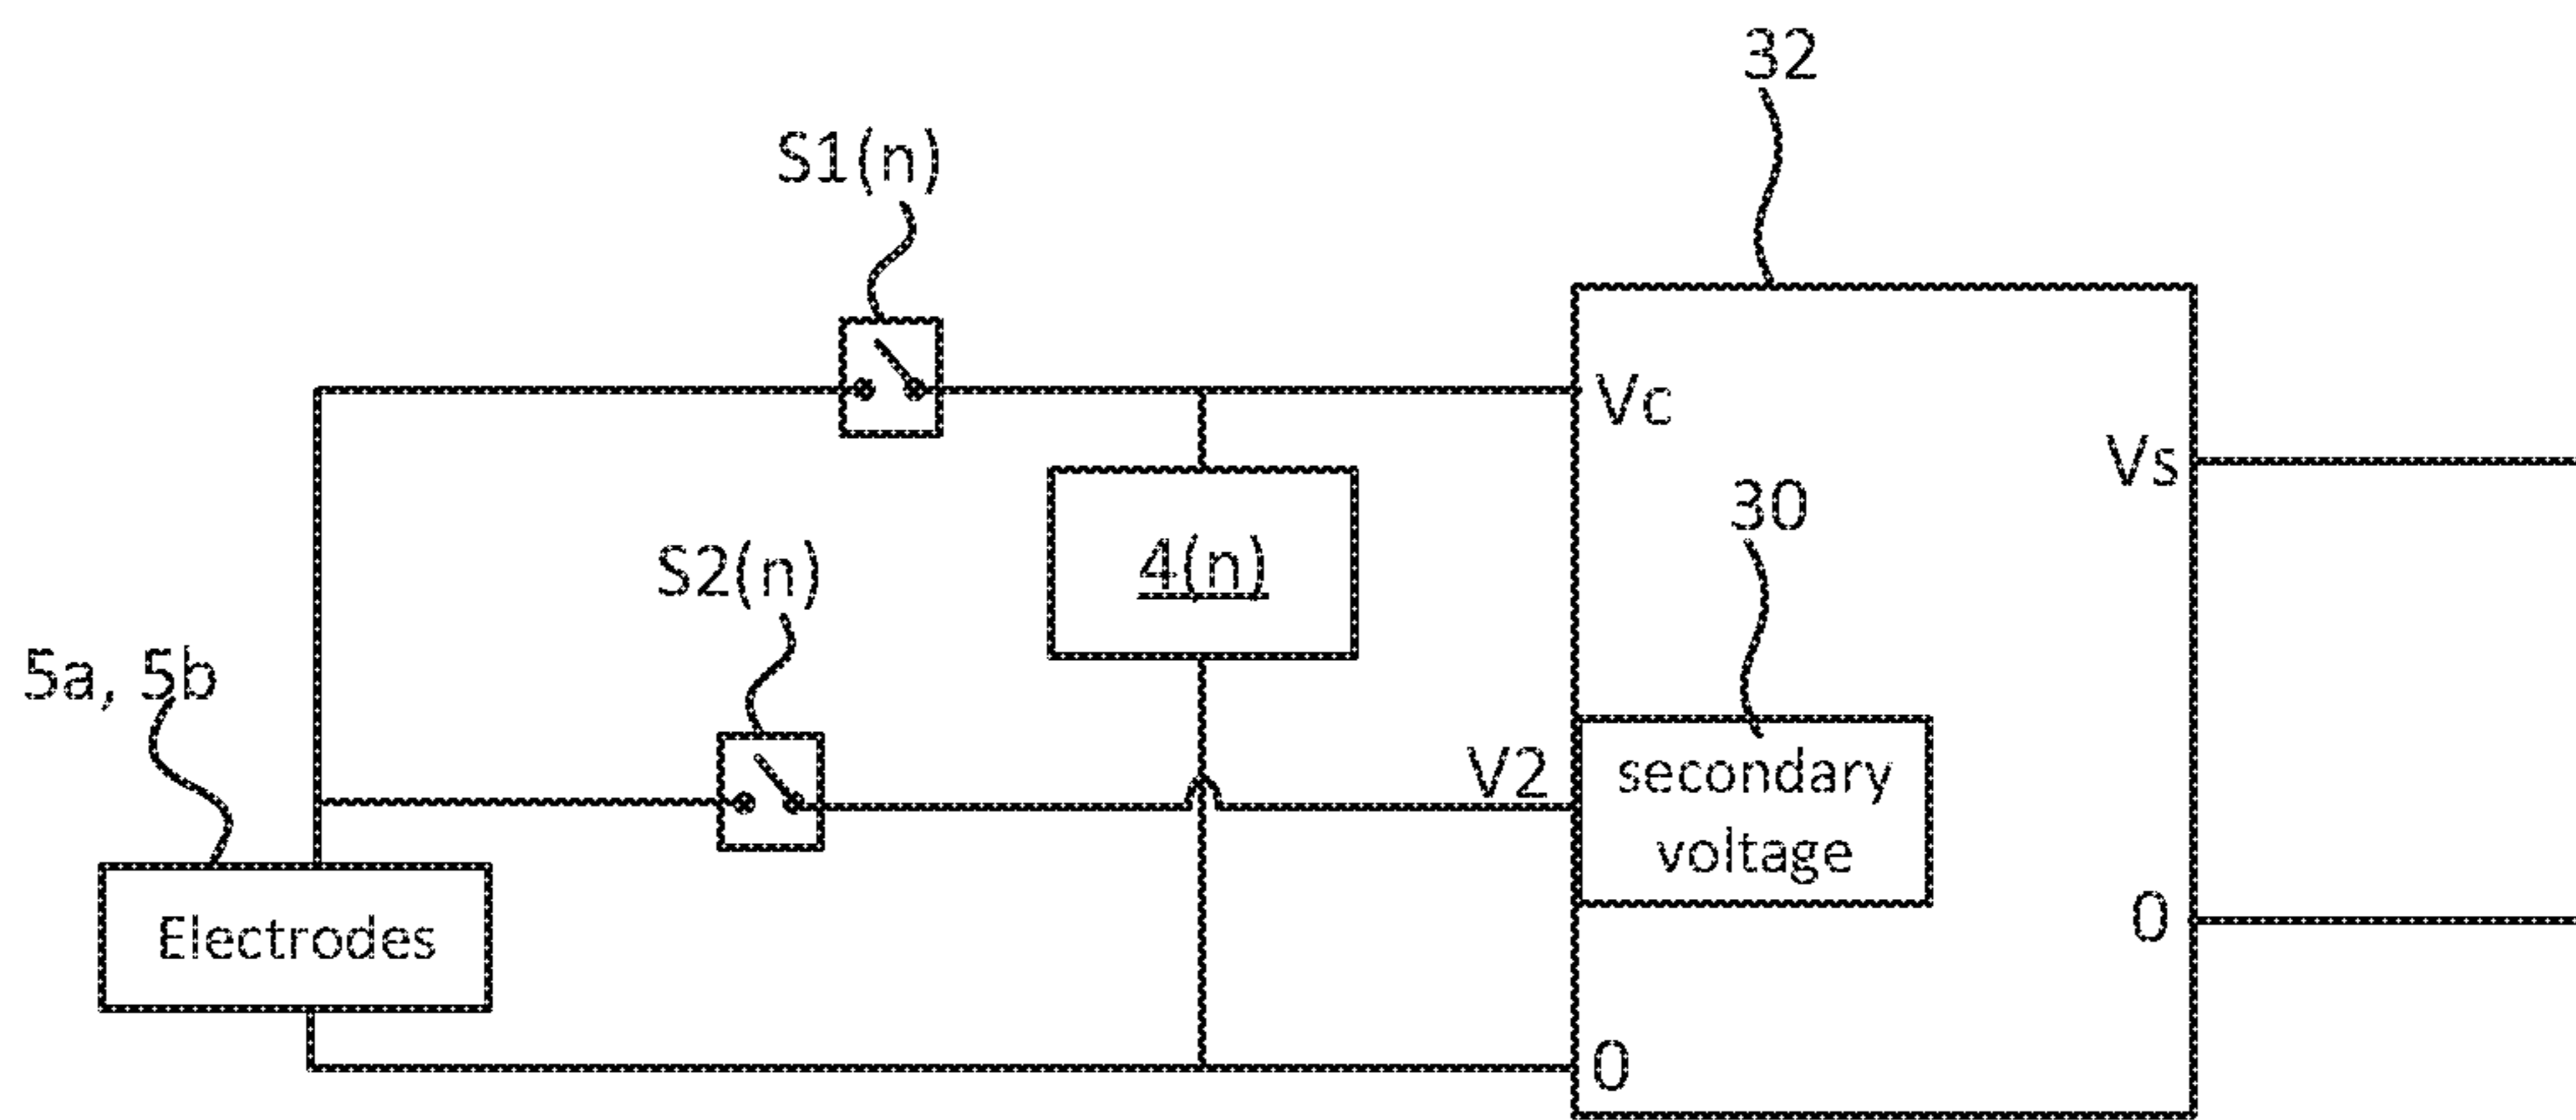 32
S1(n)
Vc
Vs
30
4(n)
S2(n)
5a, 5b
V2
secondary
voltage
0
Electrodes
0